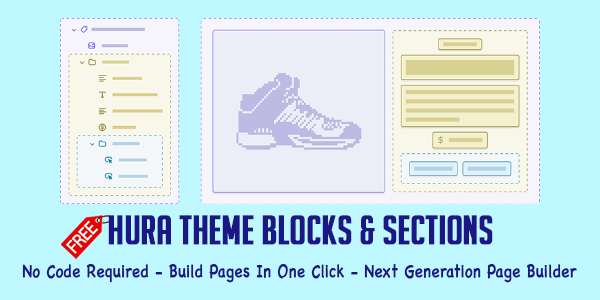 T
$
$
FREE
HURA THEME BLOCKS & SECTIONS
No Code Required - Build Pages In One Click - Next Generation Page Builder